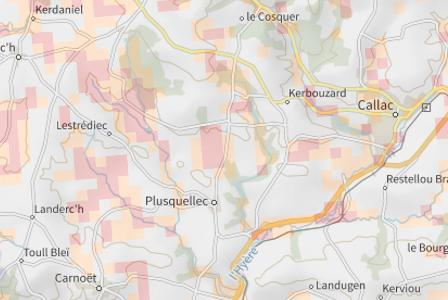 Kerdaniel
le Cosquer
c'h
Kerbouzard
Callac
Lestrédiec
Restellou Bra
Plusquellec
Landerc'h
Toull Bleï
le Bourg
l'Hyère
Carnoët
Landugen
Kerviou